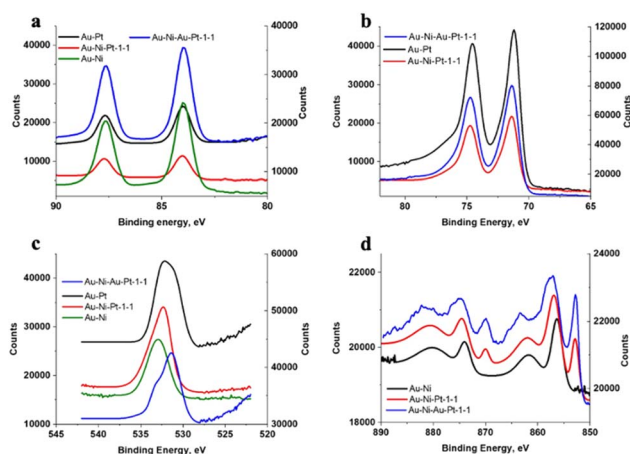 a
Au-Pt
Au-Ni-Au-Pt-1-1
Au-Ni-Pt-1-1
Au-Ni
40000
30000
20000
10000
40000
30000
20000
10000
Counts
Counts
90 85 80
Binding energy, eV
b
Au-Ni-Au-Pt-1-1
Au-Pt
Au-Ni-Pt-1-1
40000
30000
20000
10000
120000
100000
80000
60000
40000
20000
Counts
Counts
80 75 70 65
Binding Energy, eV
c
Au-Ni-Au-Pt-1-1
Au-Pt
Au-Ni-Pt-1-1
Au-Ni
40000
30000
20000
10000
60000
50000
40000
30000
Counts
Counts
545 540 535 530 525 520
Binding Energy, eV
d
Au-Ni
Au-Ni-Pt-1-1
Au-Ni-Au-Pt-1-1
22000
20000
18000
24000
22000
20000
Counts
Counts
890 880 870 860 850
Binding Energy, eV